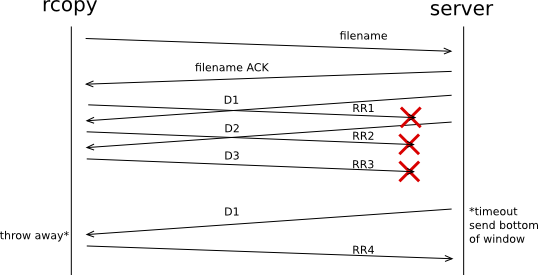 rcopy
server
filename
filename ACK
D1
RR1
D2
RR2
D3
RR3
D1
*timeout
send bottom
of window
throw away*
RR4